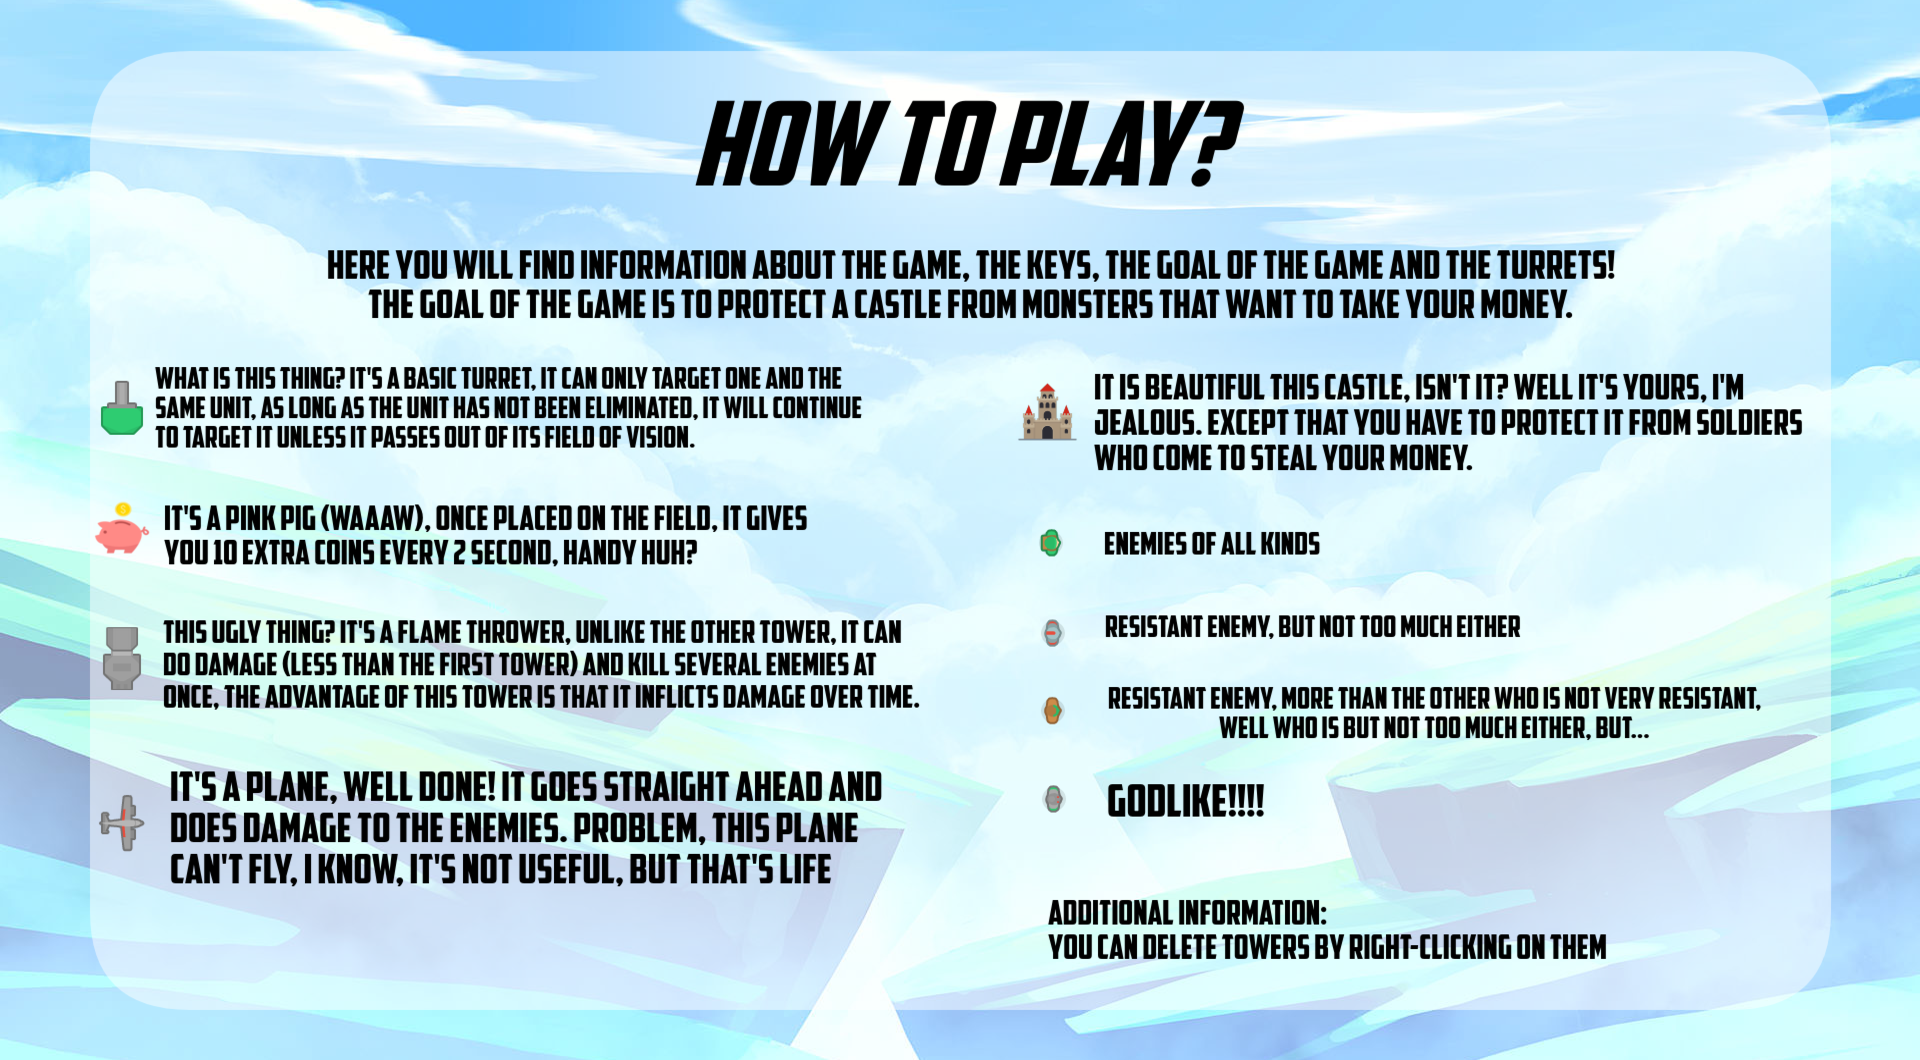 HOW TO PLAY?
HERE YOU WILL FIND INFORMATION ABOUT THE GAME, THE KEYS, THE GOAL OF THE GAME AND THE TURRETS!
THE GOAL OF THE GAME IS TO PROTECT A CASTLE FROM MONSTERS THAT WANT TO TAKE YOUR MONEY.
WHAT IS THIS THING? IT'S A BASIC TURRET, IT CAN ONLY TARGET ONE AND THE
SAME UNIT, AS LONG AS THE UNIT HAS NOT BEEN ELIMINATED, IT WILL CONTINUE
TO TARGET IT UNLESS IT PASSES OUT OF ITS FIELD OF VISION.
IT'S A PINK PIG (WAAAW), ONCE PLACED ON THE FIELD, IT GIVES
YOU 10 EXTRA COINS EVERY 2 SECOND, HANDY HUH?
THIS UGLY THING? IT'S A FLAME THROWER, UNLIKE THE OTHER TOWER, IT CAN
DO DAMAGE (LESS THAN THE FIRST TOWER) AND KILL SEVERAL ENEMIES AT
ONCE, THE ADVANTAGE OF THIS TOWER IS THAT IT INFLICTS DAMAGE OVER TIME.
IT'S A PLANE, WELL DONE! IT GOES STRAIGHT AHEAD AND
DOES DAMAGE TO THE ENEMIES. PROBLEM, THIS PLANE
CAN'T FLY, I KNOW, IT'S NOT USEFUL, BUT THAT'S LIFE
IT IS BEAUTIFUL THIS CASTLE, ISN'T IT? WELL IT'S YOURS, I'M
JEALOUS. EXCEPT THAT YOU HAVE TO PROTECT IT FROM SOLDIERS
WHO COME TO STEAL YOUR MONEY.
ENEMIES OF ALL KINDS
RESISTANT ENEMY, BUT NOT TOO MUCH EITHER
RESISTANT ENEMY, MORE THAN THE OTHER WHO IS NOT VERY RESISTANT,
WELL WHO IS BUT NOT TOO MUCH EITHER, BUT...
GODLIKE!!!!
ADDITIONAL INFORMATION:
YOU CAN DELETE TOWERS BY RIGHT-CLICKING ON THEM